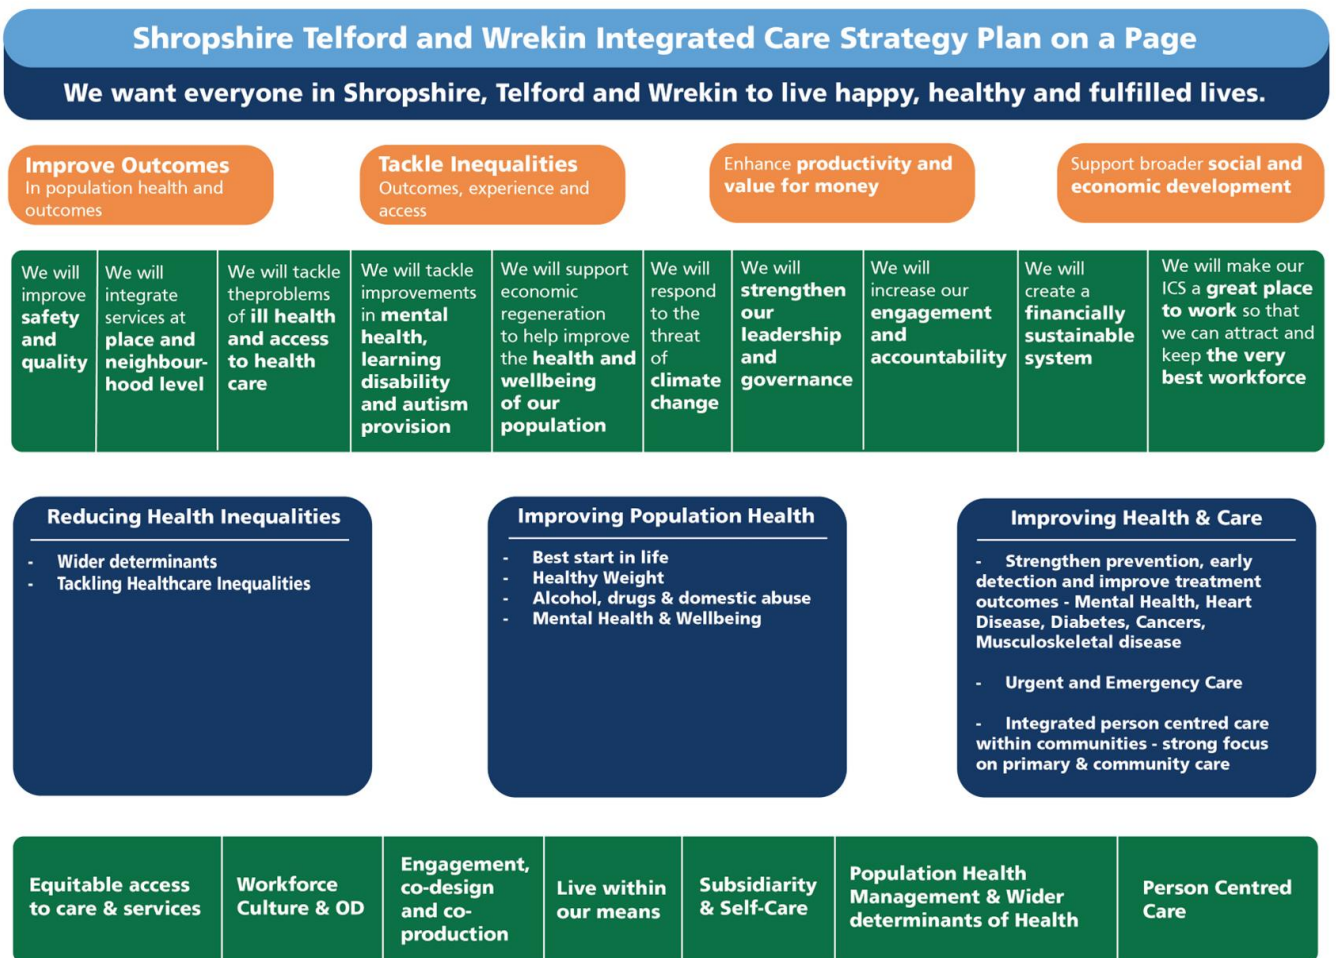 Shropshire Telford and Wrekin Integrated Care Strategy Plan on a Page
We want everyone in Shropshire, Telford and Wrekin to live happy, healthy and fulfilled lives.
Improve Outcomes
In population health and
outcomes
Tackle Inequalities
Outcomes, experience and
access
Enhance productivity and
value for money
Support broader social and
economic development
We will
improve
safety
and
quality
We will
integrate
services at
place and
neighbour-
hood level
We will tackle
theproblems
of ill health
and access
to health
care
We will tackle
improvements
in mental
health,
learning
disability
and autism
provision
We will support
economic
regeneration
to help improve
the health and
wellbeing
of our
population
We will
respond
to the
threat
of
climate
change
We will
strengthen
our
leadership
and
governance
We will
increase our
engagement
and
accountability
We will
create a
financially
sustainable
system
We will make our
ICS a great place
to work so that
we can attract and
keep the very
best workforce
Reducing Health Inequalities
- Wider determinants
- Tackling Healthcare Inequalities
Improving Population Health
- Best start in life
- Healthy Weight
- Alcohol, drugs & domestic abuse
- Mental Health & Wellbeing
Improving Health & Care
- Strengthen prevention, early
detection and improve treatment
outcomes - Mental Health, Heart
Disease, Diabetes, Cancers,
Musculoskeletal disease
- Urgent and Emergency Care
- Integrated person centred care
within communities - strong focus
on primary & community care
Equitable access
to care & services
Workforce
Culture & OD
Engagement,
co-design
and co-
production
Live within
our means
Subsidiarity
& Self-Care
Population Health
Management & Wider
determinants of Health
Person Centred
Care